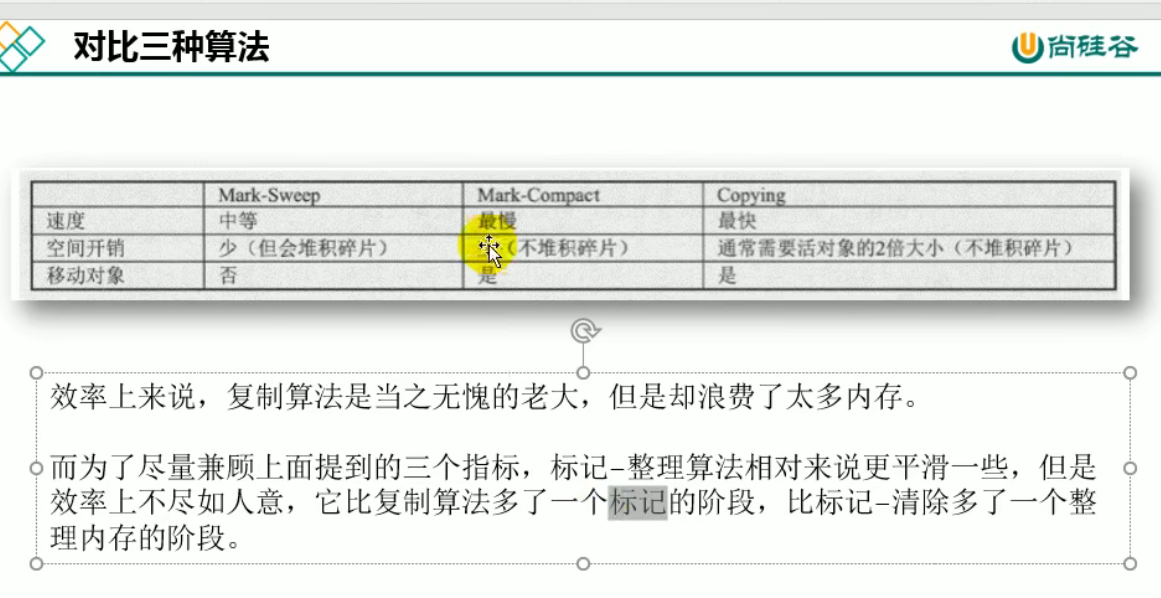 对比三种算法
尚硅谷
Mark-Sweep Mark-Compact Copying
速度 中等 最慢 最快
空间开销 少（但会堆积碎片） （不堆积碎片） 通常需要活对象的2倍大小（不堆积碎片）
移动对象 否 是 是
效率上来说，复制算法是当之无愧的老大，但是却浪费了太多内存。
而为了尽量兼顾上面提到的三个指标，标记-整理算法相对来说更平滑一些，但是
效率上不尽如人意，它比复制算法多了一个标记的阶段，比标记-清除多了一个整
理内存的阶段。